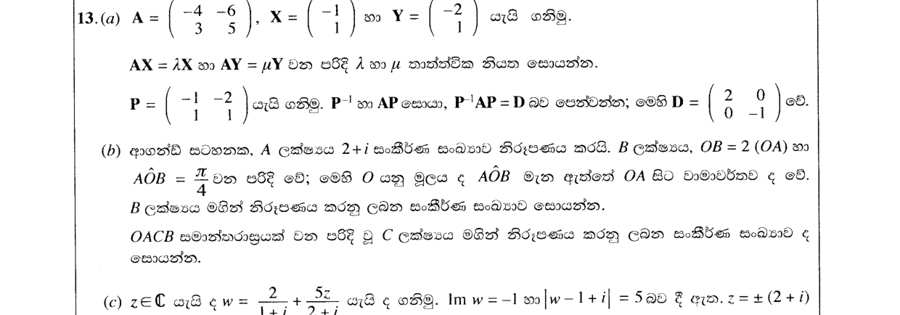 13.(a) A = ( -4 -6 ; 3 5 ), X = ( -1 ; 1 ) හා Y = ( -2 ; 1 ) යැයි ගනිමු.
AX = λX හා AY = μY වන පරිදි λ හා μ තාත්ත්වික නියත සොයන්න.
P = ( -1 -2 ; 1 1 ) යැයි ගනිමු. P⁻¹ හා AP සොයා, P⁻¹AP = D බව පෙන්වන්න; මෙහි D = ( 2 0 ; 0 -1 ) වේ.
(b) ආගන්ඩ් සටහනක, A ලක්ෂ්‍යය 2 + i සංකීර්ණ සංඛ්‍යාව නිරූපණය කරයි. B ලක්ෂ්‍යය, OB = 2 (OA) හා
AÔB = π/4 වන පරිදි වේ; මෙහි O යනු මූලය ද AÔB මැන ඇත්තේ OA සිට වාමාවර්තව ද වේ.
B ලක්ෂ්‍යය මගින් නිරූපණය කරනු ලබන සංකීර්ණ සංඛ්‍යාව සොයන්න.
OACB සමාන්තරාස්‍රයක් වන පරිදි වූ C ලක්ෂ්‍යය මගින් නිරූපණය කරනු ලබන සංකීර්ණ සංඛ්‍යාව ද
සොයන්න.
(c) z ∈ ℂ යැයි ද w = 2/(1+i) + 5z/(2+i) යැයි ද ගනිමු. Im w = -1 හා |w - 1 + i| = 5 බව දී ඇත. z = ± (2 + i)